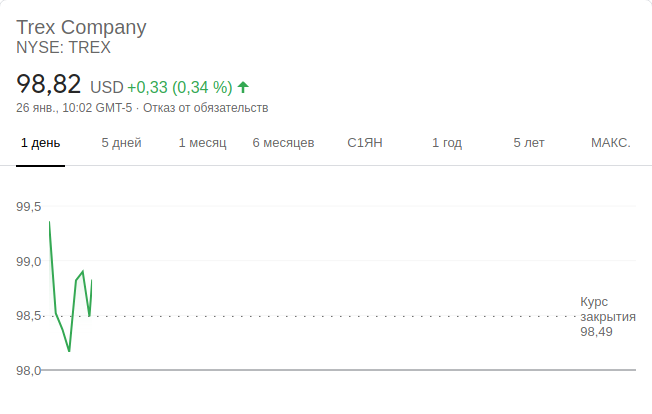 Trex Company
NYSE: TREX
98,82 USD +0,33 (0,34 %)
26 янв., 10:02 GMT-5 · Отказ от обязательств
1 день 5 дней 1 месяц 6 месяцев С1ЯН 1 год 5 лет МАКС.
99,5
99,0
98,5
98,0
Курс
закрытия
98,49